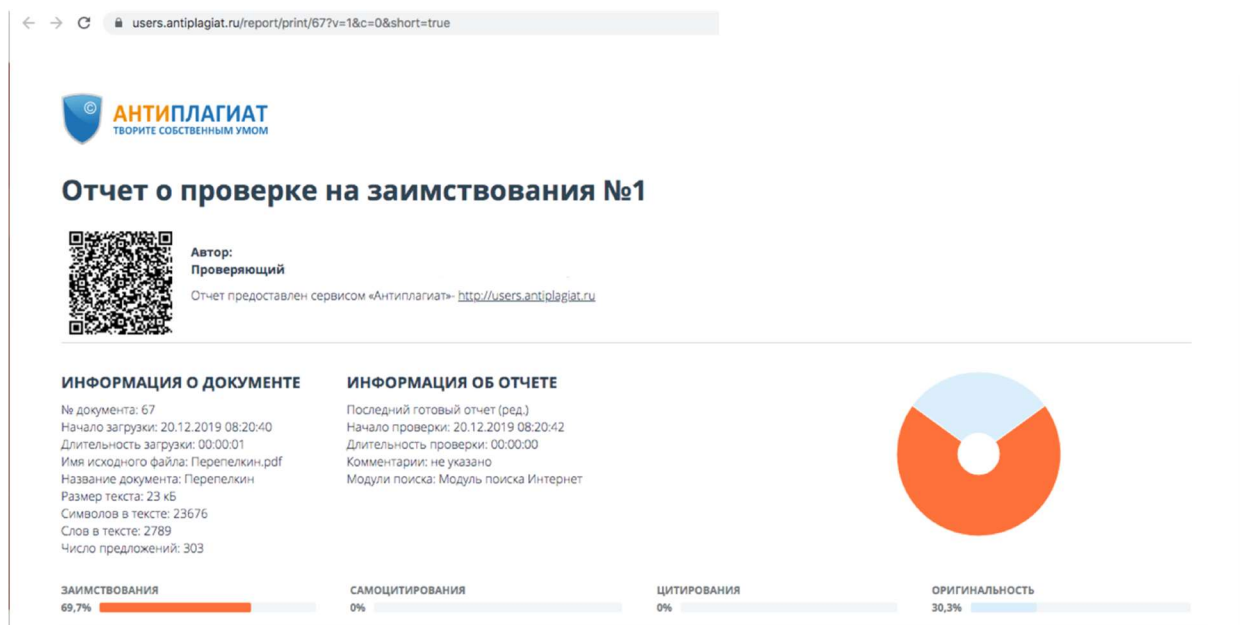 users.antiplagiat.ru/report/print/67?v=1&c=0&short=true
©
АНТИПЛАГИАТ
ТВОРИТЕ СОБСТВЕННЫМ УМОМ
Отчет о проверке на заимствования №1
Автор:
Проверяющий
Отчет предоставлен сервисом «Антиплагиат»- http://users.antiplagiat.ru
ИНФОРМАЦИЯ О ДОКУМЕНТЕ
№ документа: 67
Начало загрузки: 20.12.2019 08:20:40
Длительность загрузки: 00:00:01
Имя исходного файла: Перепелкин.pdf
Название документа: Перепелкин
Размер текста: 23 кБ
Cимволов в тексте: 23676
Слов в тексте: 2789
Число предложений: 303
ИНФОРМАЦИЯ ОБ ОТЧЕТЕ
Последний готовый отчет (ред.)
Начало проверки: 20.12.2019 08:20:42
Длительность проверки: 00:00:00
Комментарии: не указано
Модули поиска: Модуль поиска Интернет
ЗАИМСТВОВАНИЯ
69,7%
САМОЦИТИРОВАНИЯ
0%
ЦИТИРОВАНИЯ
0%
ОРИГИНАЛЬНОСТЬ
30,3%